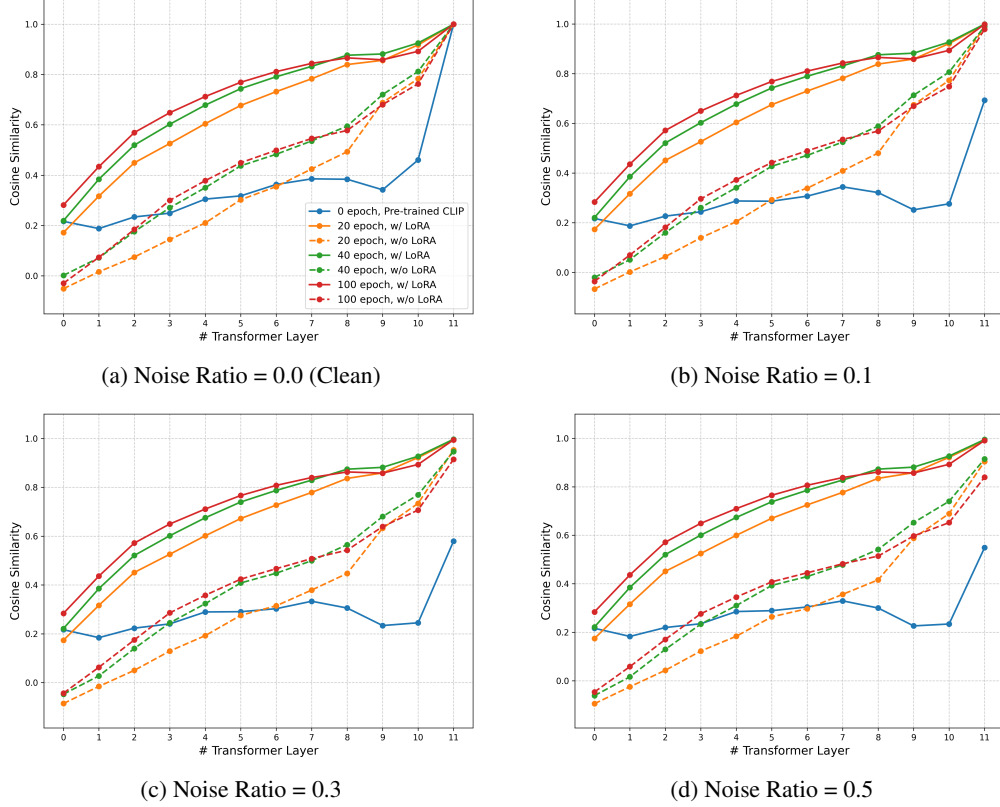 1.0
0.8
0.6
0.4
0.2
0.0
Cosine Similarity
0 epoch, Pre-trained CLIP
20 epoch, w/ LoRA
20 epoch, w/o LoRA
40 epoch, w/ LoRA
40 epoch, w/o LoRA
100 epoch, w/ LoRA
100 epoch, w/o LoRA
0 1 2 3 4 5 6 7 8 9 10 11
# Transformer Layer
(a) Noise Ratio = 0.0 (Clean)
1.0
0.8
0.6
0.4
0.2
0.0
Cosine Similarity
0 1 2 3 4 5 6 7 8 9 10 11
# Transformer Layer
(b) Noise Ratio = 0.1
1.0
0.8
0.6
0.4
0.2
0.0
Cosine Similarity
0 1 2 3 4 5 6 7 8 9 10 11
# Transformer Layer
(c) Noise Ratio = 0.3
1.0
0.8
0.6
0.4
0.2
0.0
Cosine Similarity
0 1 2 3 4 5 6 7 8 9 10 11
# Transformer Layer
(d) Noise Ratio = 0.5